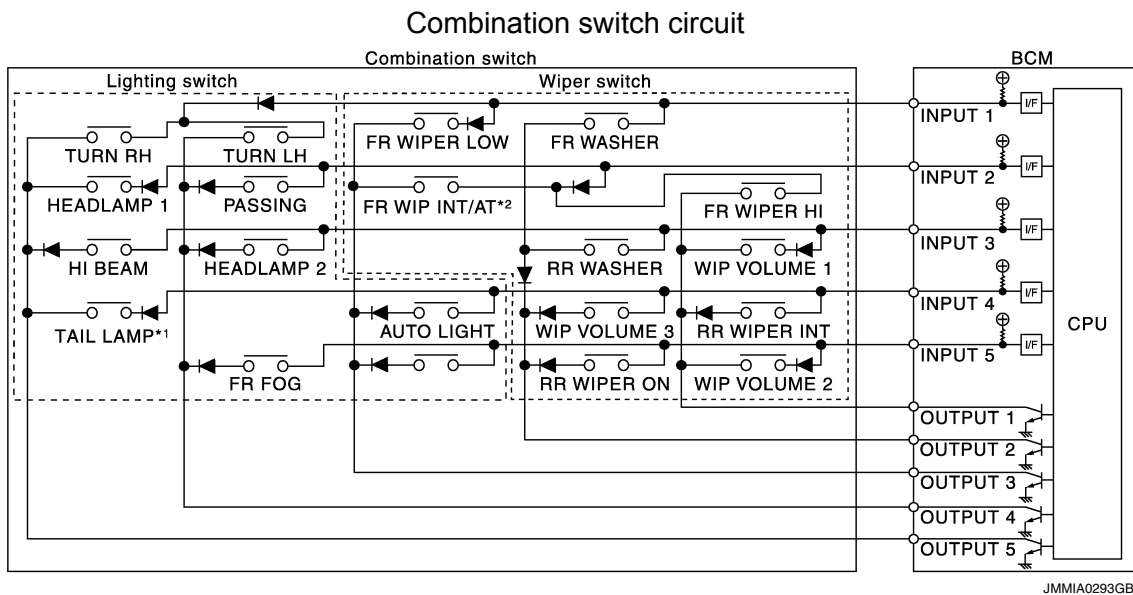 Combination switch circuit
Combination switch
BCM
Lighting switch
Wiper switch
INPUT 1
I/F
TURN RH
TURN LH
FR WIPER LOW
FR WASHER
INPUT 2
I/F
HEADLAMP 1
PASSING
FR WIP INT/AT*2
FR WIPER HI
INPUT 3
I/F
HI BEAM
HEADLAMP 2
RR WASHER
WIP VOLUME 1
INPUT 4
I/F
TAIL LAMP*1
AUTO LIGHT
WIP VOLUME 3
RR WIPER INT
CPU
INPUT 5
I/F
FR FOG
RR WIPER ON
WIP VOLUME 2
OUTPUT 1
OUTPUT 2
OUTPUT 3
OUTPUT 4
OUTPUT 5
JMMIA0293GB